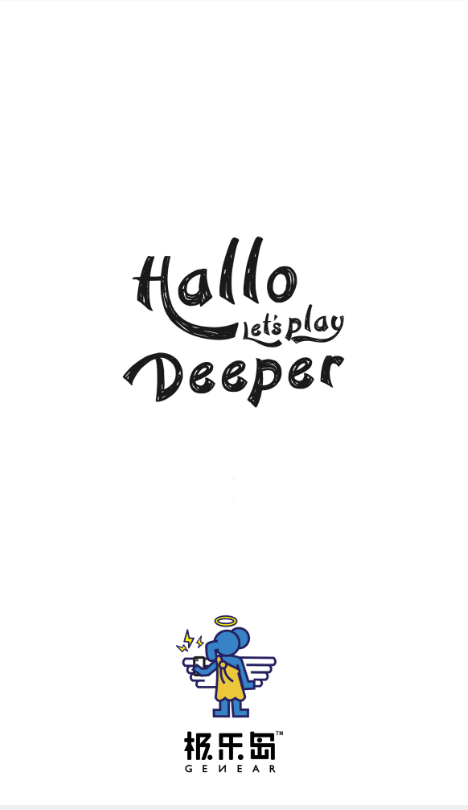 Hallo
Let's play
Deeper
极乐岛™
GENEAR